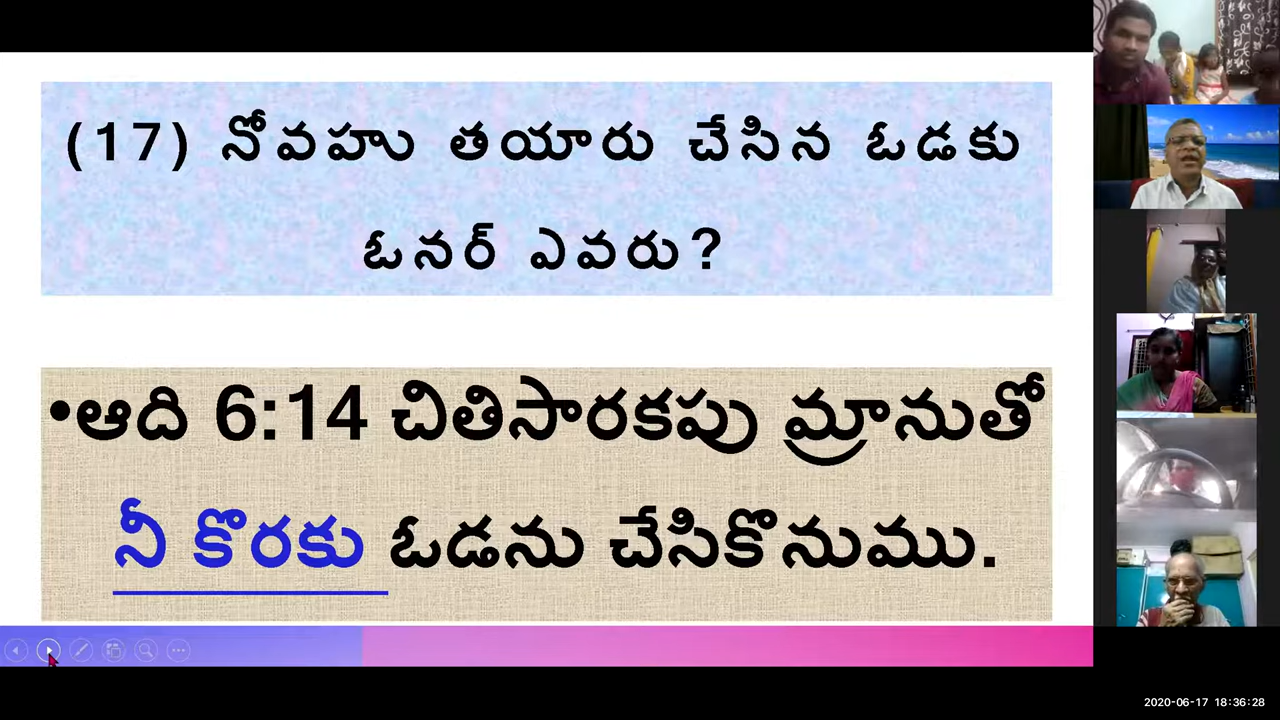 (17) నోవహు తయారు చేసిన ఓడకు
ఓనర్ ఎవరు?
•ఆది 6:14 చితిసారకపు మ్రానుతో
నీ కొరకు ఓడను చేసికొనుము.
2020-06-17 18:36:28